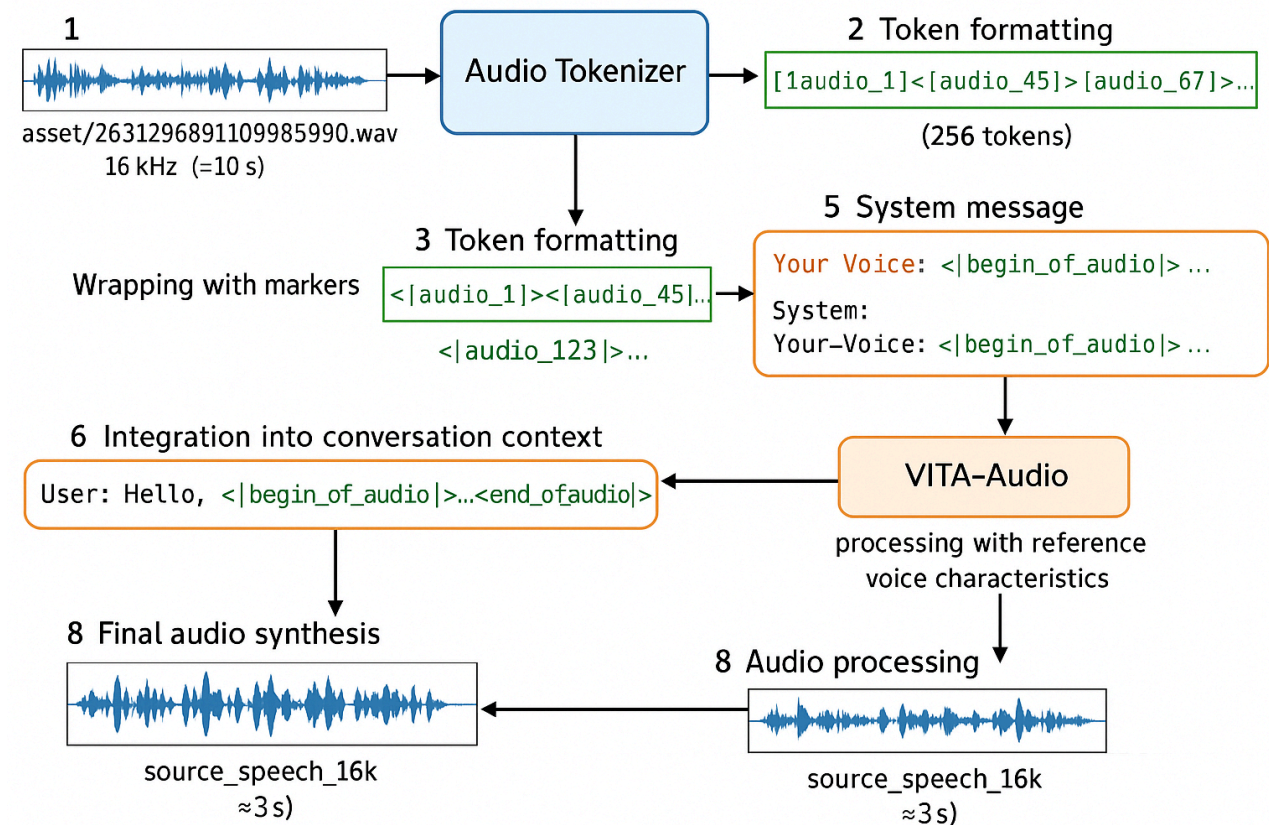 1
asset/2631296891109985990.wav
16 kHz (=10 s)
Audio Tokenizer
2 Token formatting
[1audio_1]<[audio_45]>[audio_67]>...
(256 tokens)
3 Token formatting
Wrapping with markers
<[audio_1]><[audio_45]...
<|audio_123|>...
5 System message
Your Voice: <|begin_of_audio|> ...
System:
Your–Voice: <|begin_of_audio|> ...
VITA–Audio
processing with reference
voice characteristics
6 Integration into conversation context
User: Hello, <|begin_of_audio|>...<end_ofaudio|>
8 Audio processing
source_speech_16k
≈3s)
8 Final audio synthesis
source_speech_16k
≈3s)